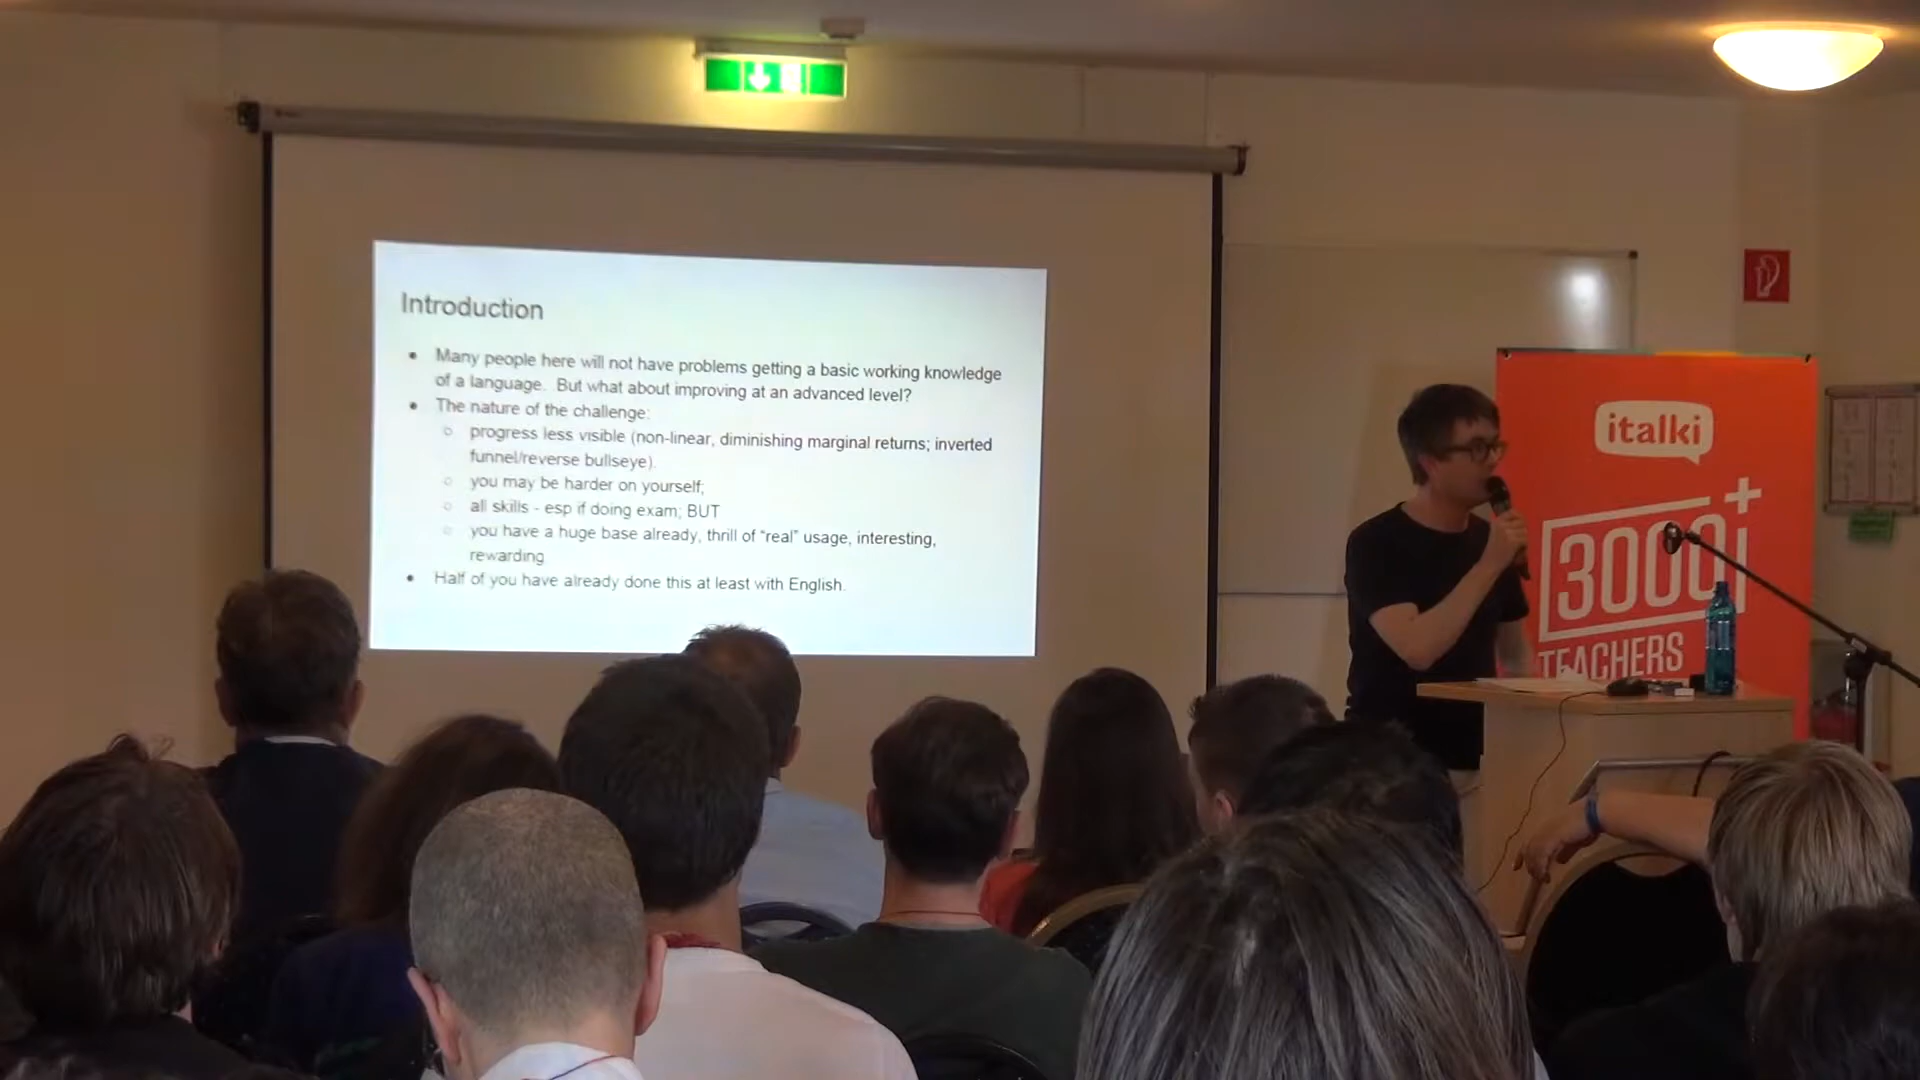 Introduction
• Many people here will not have problems getting a basic working knowledge
of a language. But what about improving at an advanced level?
• The nature of the challenge:
○ progress less visible (non-linear, diminishing marginal returns; inverted
funnel/reverse bullseye).
○ you may be harder on yourself;
○ all skills - esp if doing exam; BUT
○ you have a huge base already, thrill of “real” usage, interesting,
rewarding
• Half of you have already done this at least with English.
italki
3000+
TEACHERS